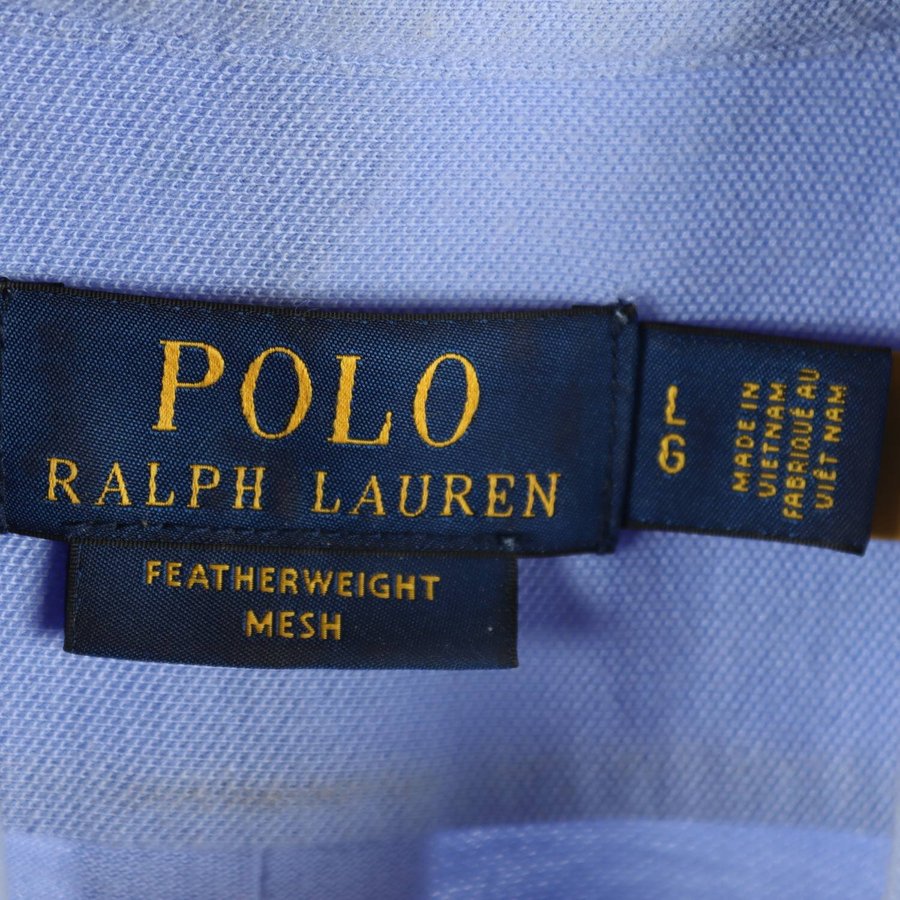 POLO
RALPH LAUREN
FEATHERWEIGHT
MESH
L
G
MADE IN
VIETNAM
FABRIQUÉ AU
VIÊT NAM